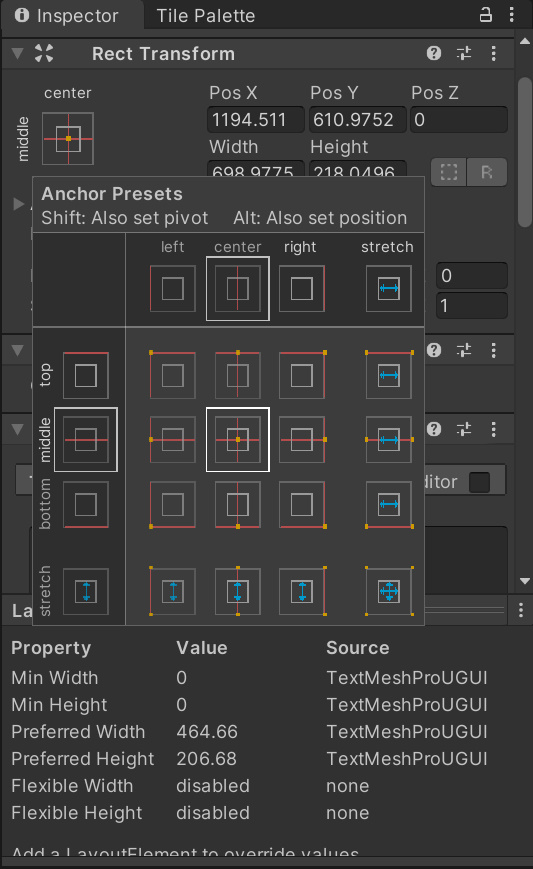 Inspector Tile Palette
Rect Transform
center
middle
Pos X Pos Y Pos Z
1194.511 610.9752 0
Width Height
698.9775 218.0496
R
Anchor Presets
Shift: Also set pivot Alt: Also set position
left center right stretch
0
1
top
middle
bottom
ditor
stretch
La
Property Value Source
Min Width 0 TextMeshProUGUI
Min Height 0 TextMeshProUGUI
Preferred Width 464.66 TextMeshProUGUI
Preferred Height 206.68 TextMeshProUGUI
Flexible Width disabled none
Flexible Height disabled none
Add a LayoutElement to override values